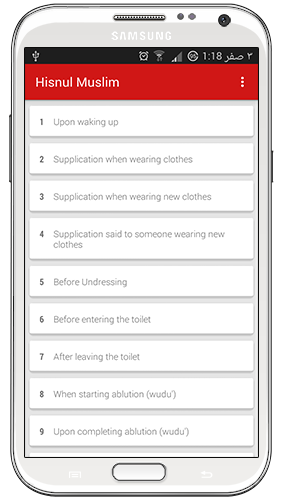 SAMSUNG
٢ صفر 1:18
Hisnul Muslim
1 Upon waking up
2 Supplication when wearing clothes
3 Supplication when wearing new clothes
4 Supplication said to someone wearing new
clothes
5 Before Undressing
6 Before entering the toilet
7 After leaving the toilet
8 When starting ablution (wudu')
9 Upon completing ablution (wudu')